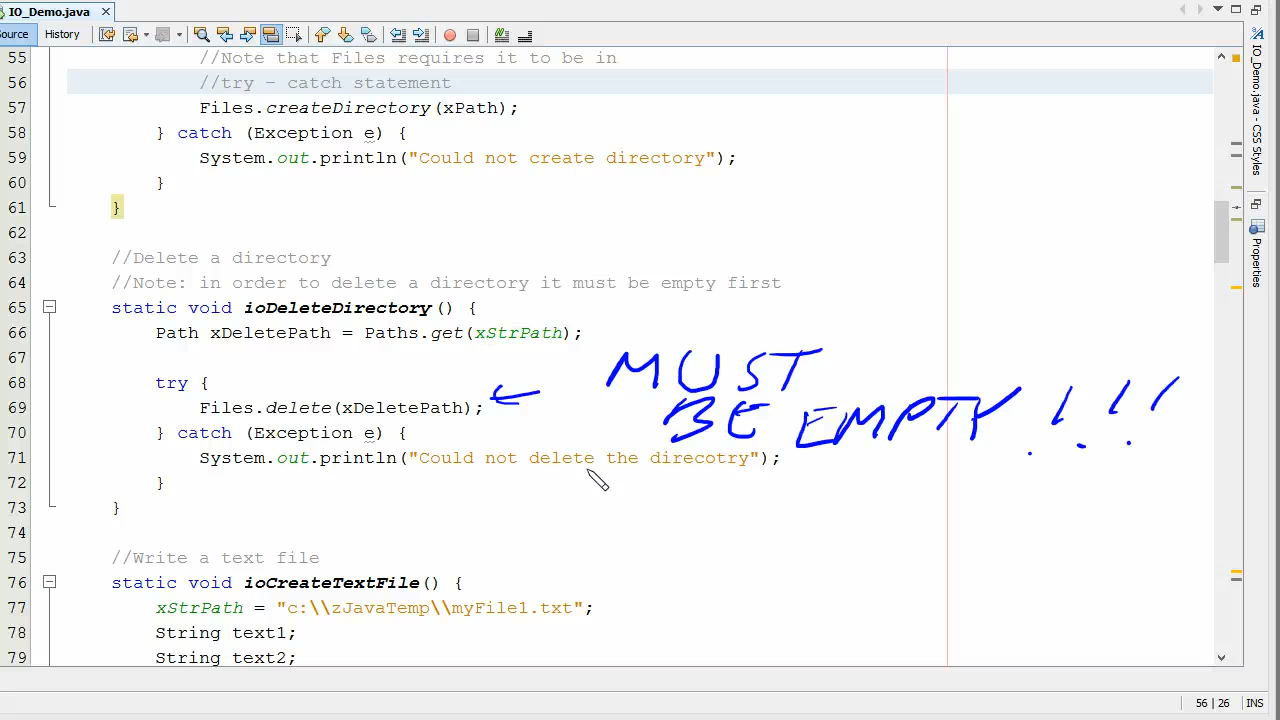 IO_Demo.java ×
Source History
55 //Note that Files requires it to be in
56 //try - catch statement
57 Files.createDirectory(xPath);
58 } catch (Exception e) {
59 System.out.println("Could not create directory");
60 }
61 }
62
63 //Delete a directory
64 //Note: in order to delete a directory it must be empty first
65 static void ioDeleteDirectory() {
66 Path xDeletePath = Paths.get(xStrPath);
67
68 try {
69 Files.delete(xDeletePath);
70 } catch (Exception e) {
71 System.out.println("Could not delete the direcotry");
72 }
73 }
74
75 //Write a text file
76 static void ioCreateTextFile() {
77 xStrPath = "c:\\zJavaTemp\\myFile1.txt";
78 String text1;
79 String text2;
MUST
BE EMPTY!!!
IO_Demo.java - CSS Styles
Properties
56 | 26 INS